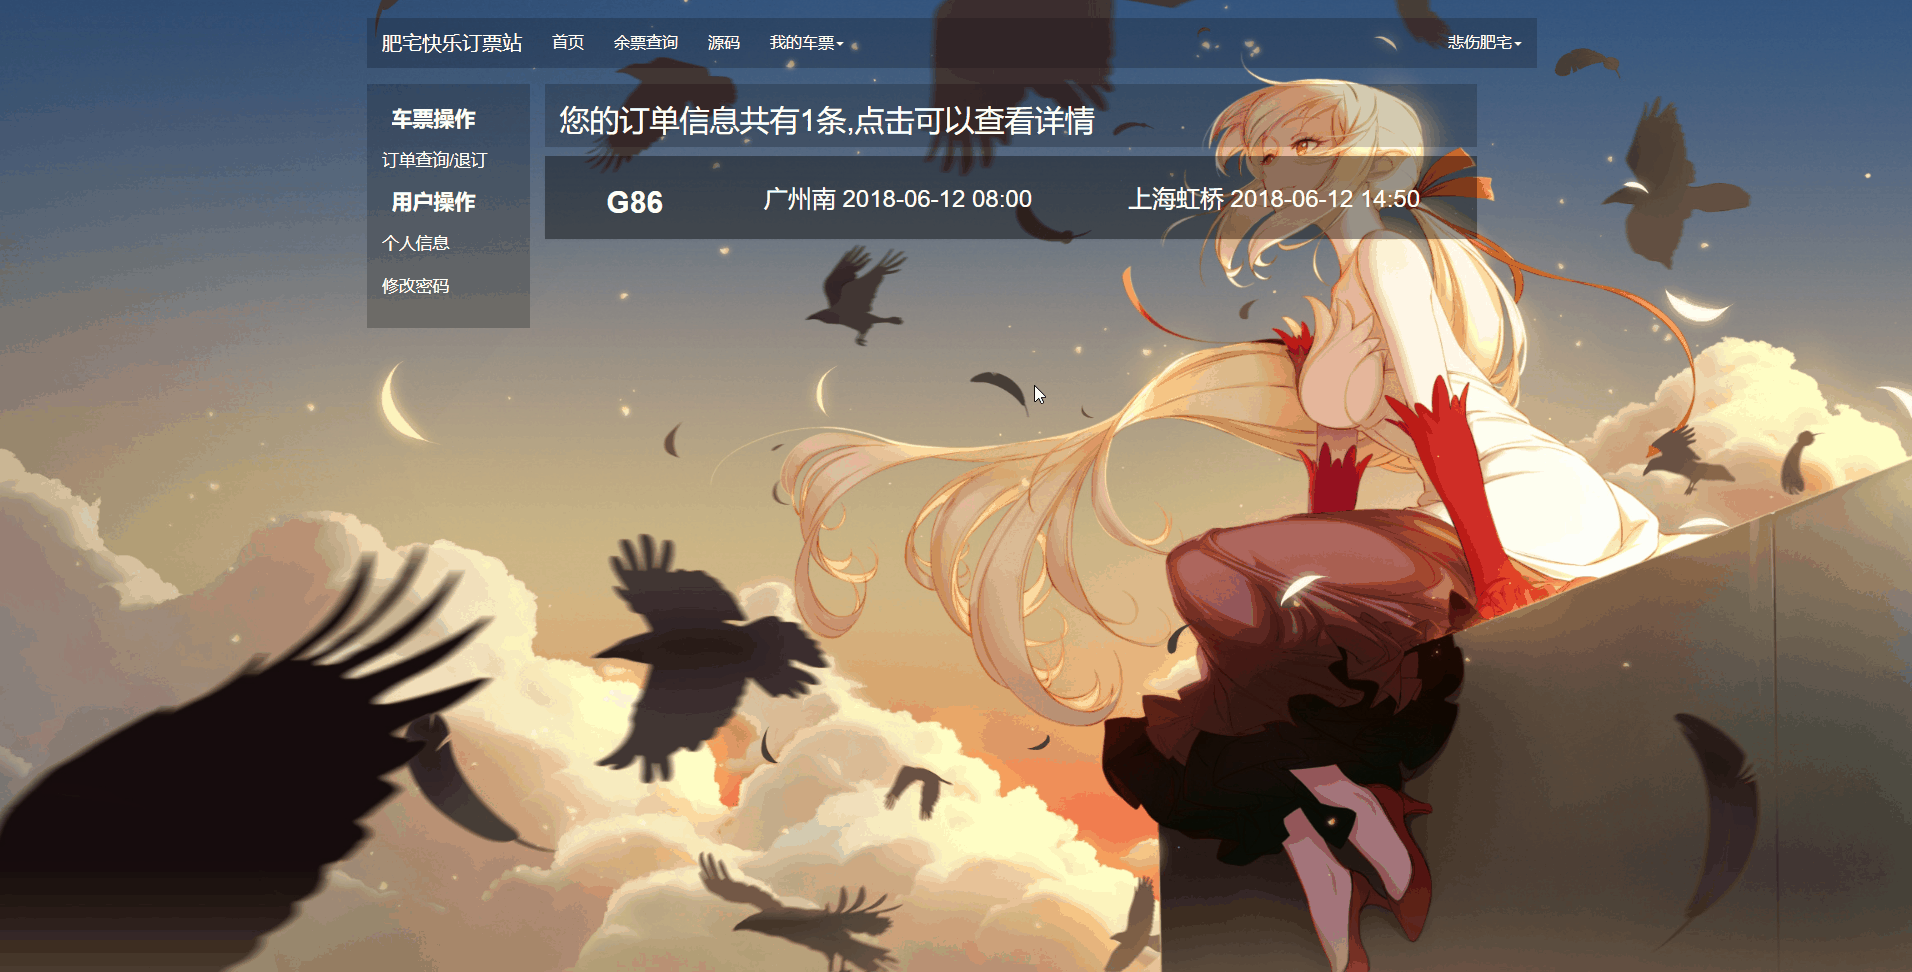 肥宅快乐订票站 首页 余票查询 源码 我的车票 悲伤肥宅
车票操作
订单查询/退订
用户操作
个人信息
修改密码
您的订单信息共有1条,点击可以查看详情
G86 广州南 2018-06-12 08:00 上海虹桥 2018-06-12 14:50